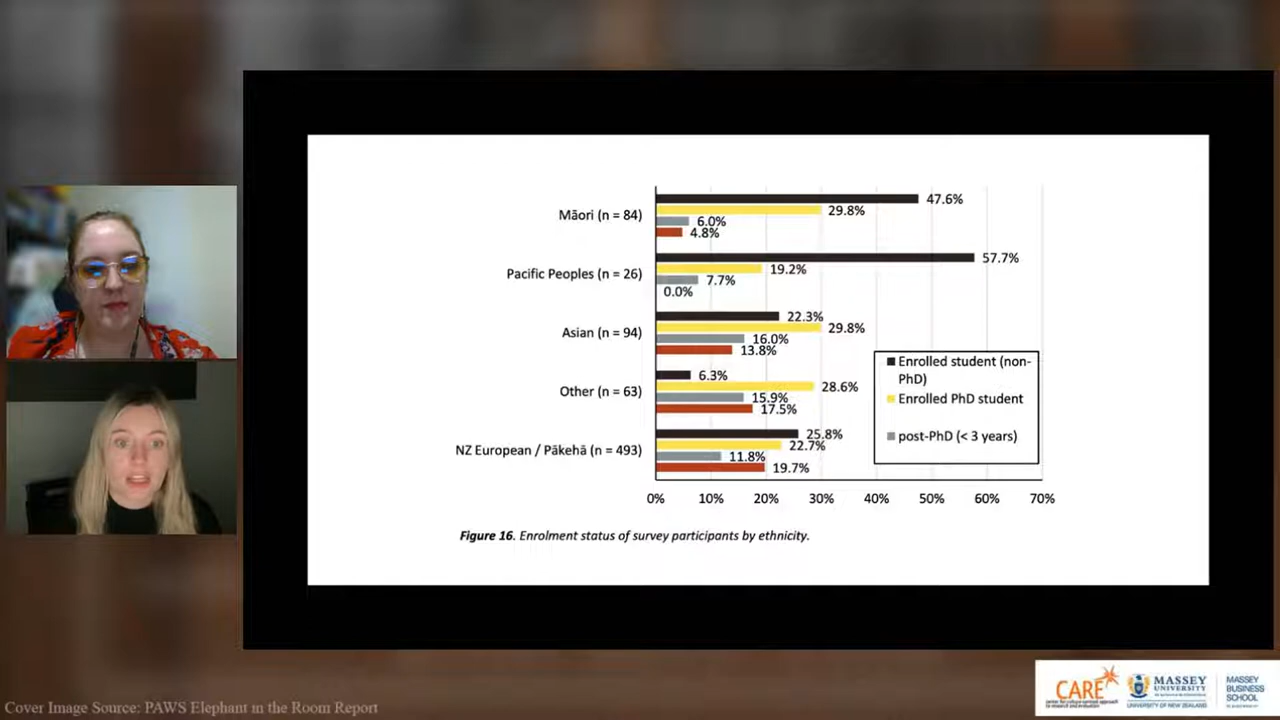 Māori (n = 84)
47.6%
29.8%
6.0%
4.8%
Pacific Peoples (n = 26)
57.7%
19.2%
7.7%
0.0%
Asian (n = 94)
22.3%
29.8%
16.0%
13.8%
Other (n = 63)
6.3%
28.6%
15.9%
17.5%
NZ European / Pākehā (n = 493)
25.8%
22.7%
11.8%
19.7%
Enrolled student (non-
PhD)
Enrolled PhD student
post-PhD (< 3 years)
0% 10% 20% 30% 40% 50% 60% 70%
Figure 16. Enrolment status of survey participants by ethnicity.
Cover Image Source: PAWS Elephant in the Room Report
CARE
MASSEY
UNIVERSITY
UNIVERSITY OF NEW ZEALAND
MASSEY
BUSINESS
SCHOOL